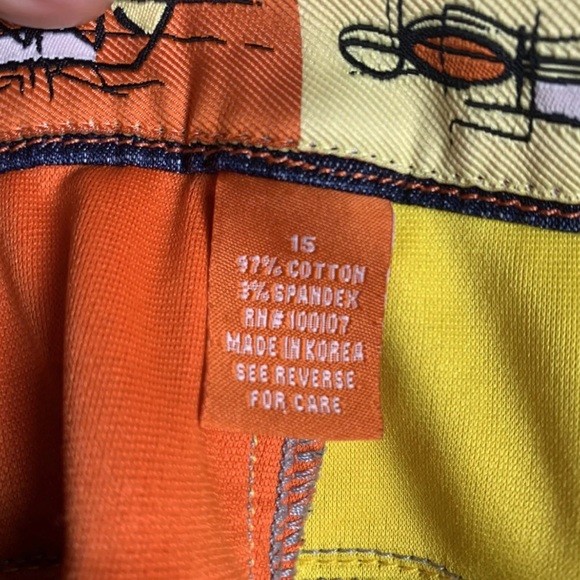 15
97% COTTON
3% SPANDEX
RN# 100107
MADE IN KOREA
SEE REVERSE
FOR CARE